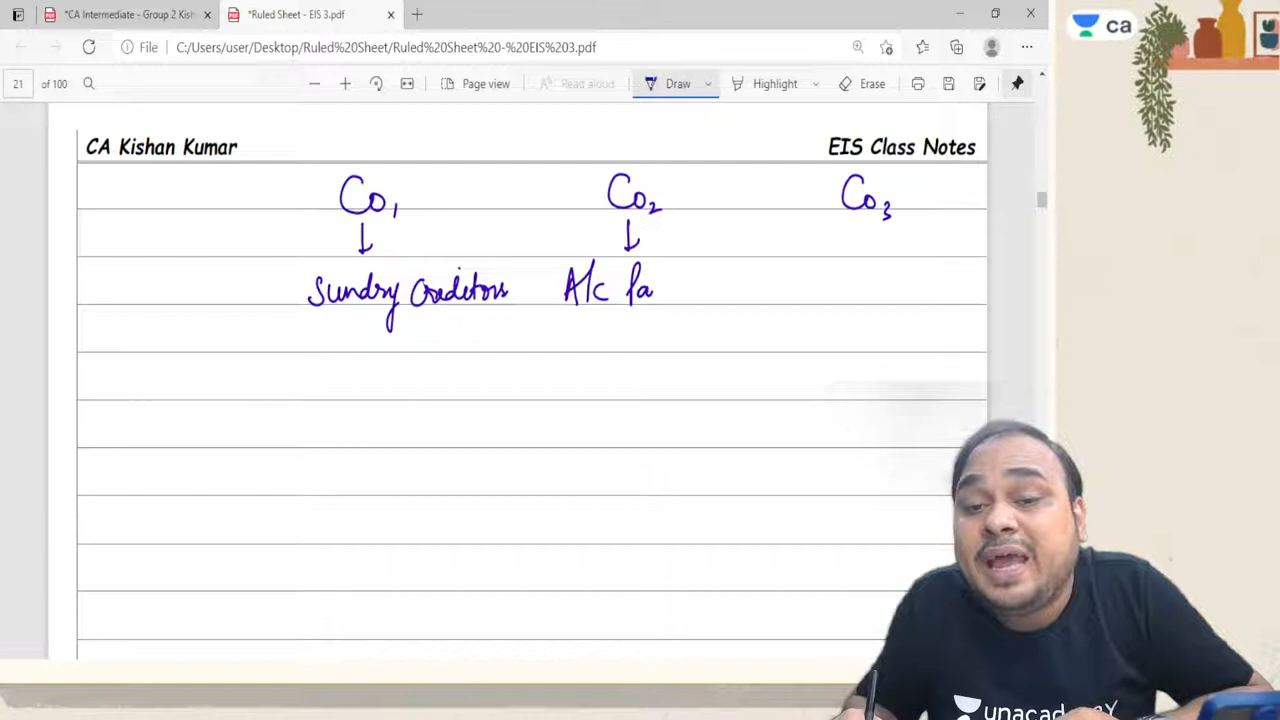 *CA Intermediate - Group 2 Kish
*Ruled Sheet - EIS 3.pdf
File
C:/Users/user/Desktop/Ruled%20Sheet/Ruled%20Sheet%20-%20EIS%203.pdf
ca
21 of 100
Page view
Read aloud
Draw
Highlight
Erase
CA Kishan Kumar
EIS Class Notes
Co1 Co2 Co3
Sundry Creditors A/c Pa
unacademy